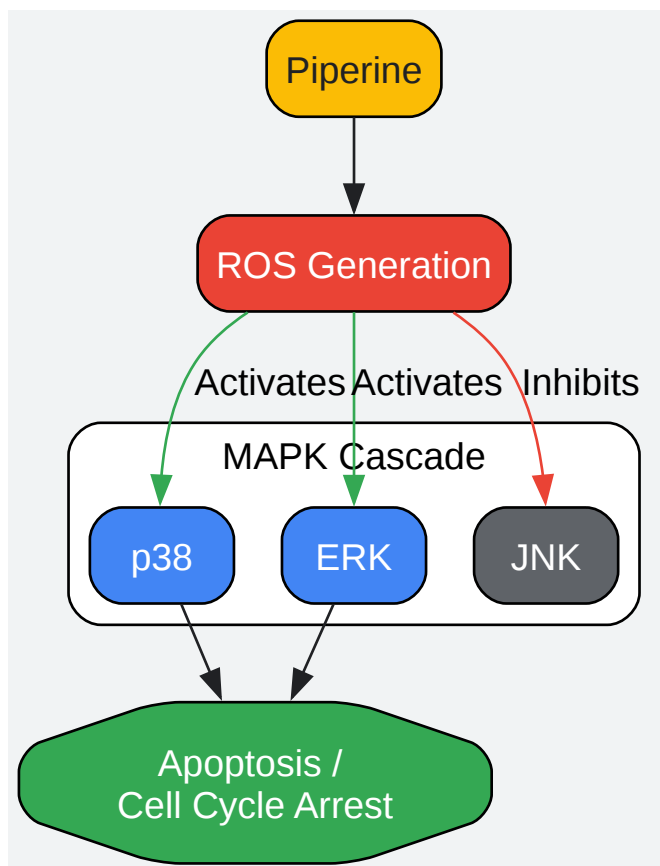 Piperine
ROS Generation
Activates Activates Inhibits
MAPK Cascade
p38 ERK JNK
Apoptosis /
Cell Cycle Arrest